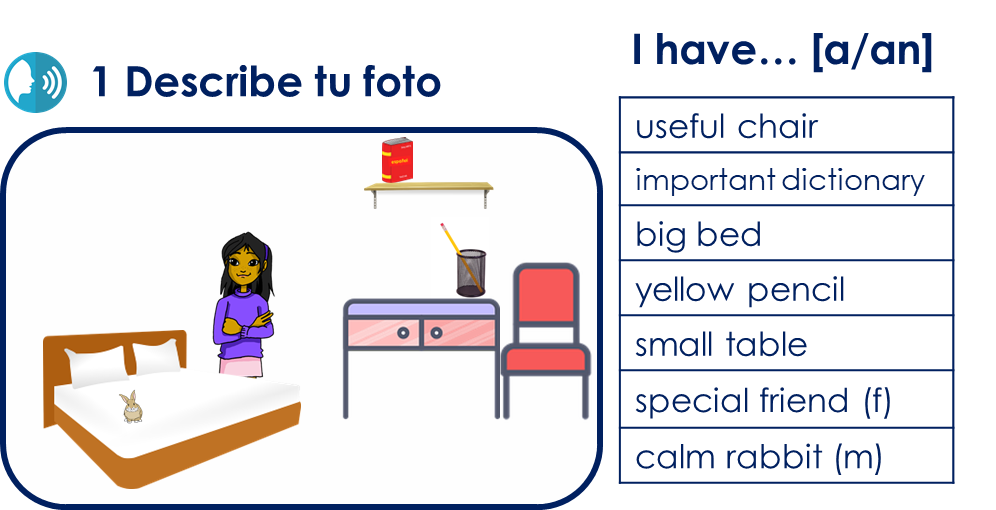 1 Describe tu foto
español
I have... [a/an]
useful chair
important dictionary
big bed
yellow pencil
small table
special friend (f)
calm rabbit (m)